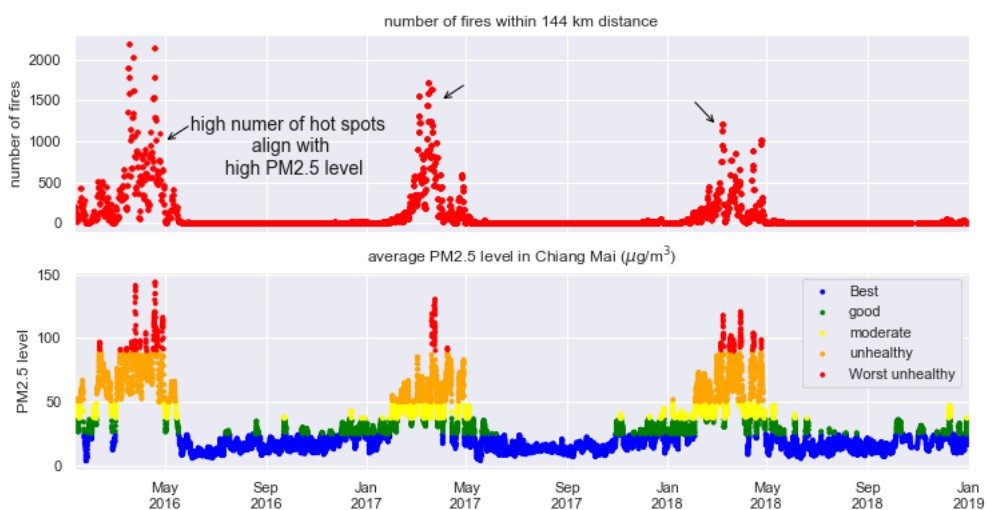 number of fires within 144 km distance
number of fires
2000
1500
1000
500
0
high numer of hot spots
align with
high PM2.5 level
average PM2.5 level in Chiang Mai (μg/m³)
PM2.5 level
150
100
50
0
Best
good
moderate
unhealthy
Worst unhealthy
May Sep Jan May Sep Jan May Sep Jan
2016 2016 2017 2017 2017 2018 2018 2018 2019